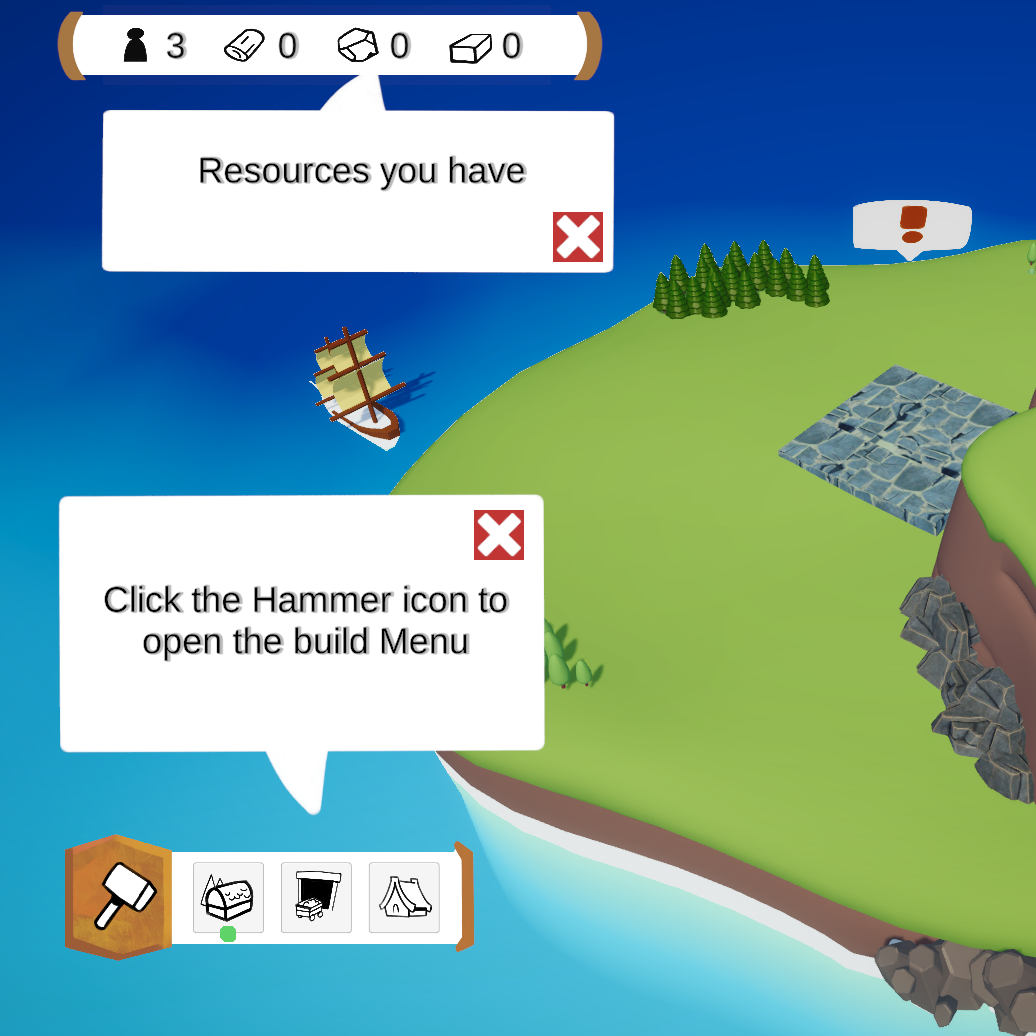 3 0 0 0
Resources you have
!
Click the Hammer icon to
open the build Menu